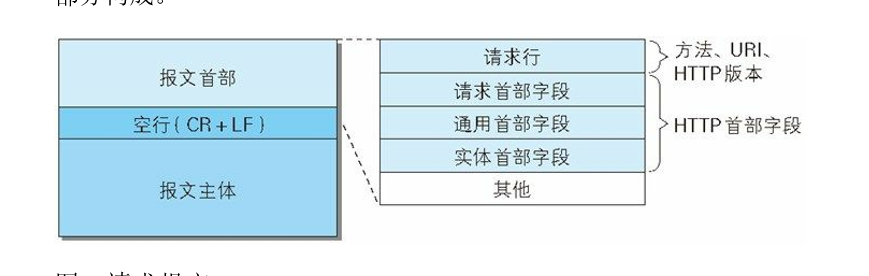 报文首部
空行(CR+LF)
报文主体
请求行
请求首部字段
通用首部字段
实体首部字段
其他
方法、URI、
HTTP版本
HTTP首部字段